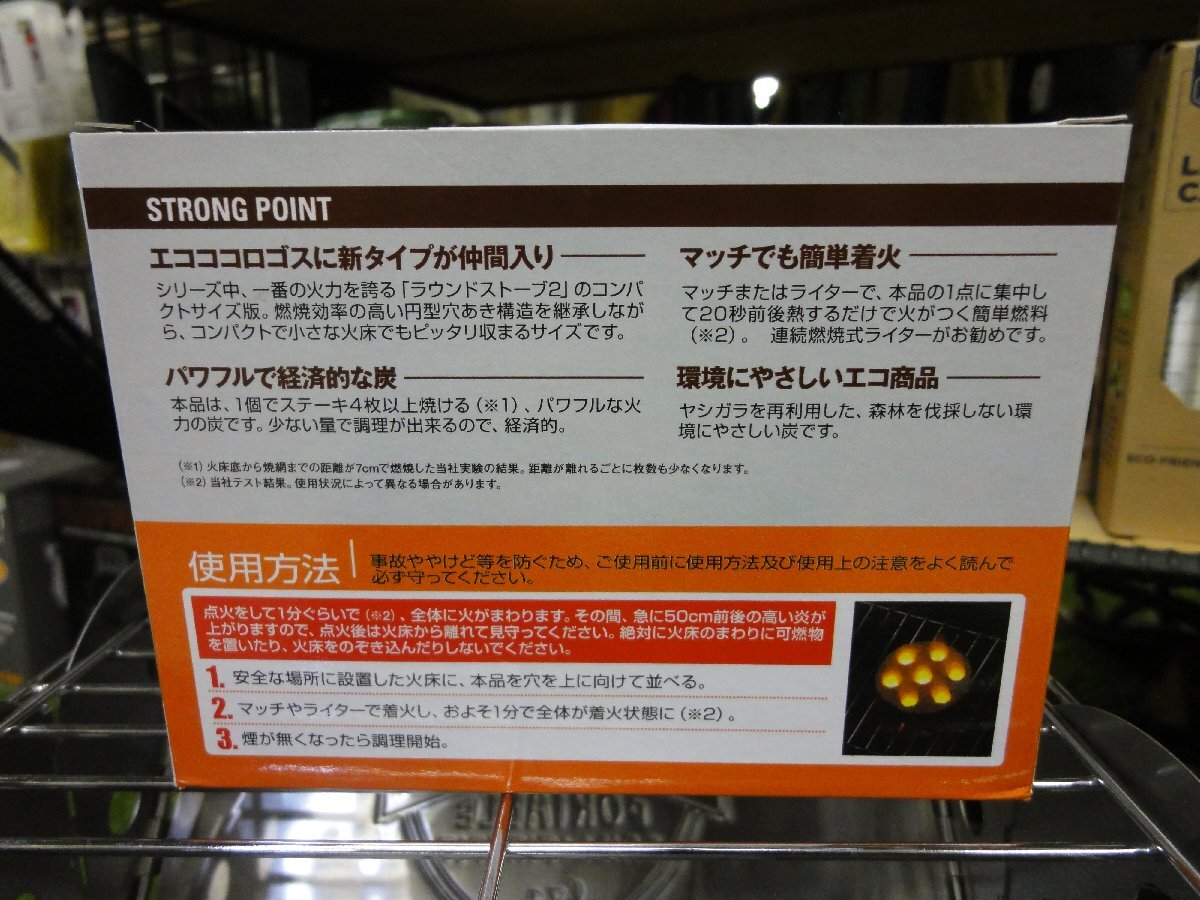 STRONG POINT
エコココロゴスに新タイプが仲間入り
シリーズ中、一番の火力を誇る「ラウンドストーブ2」のコンパ
クトサイズ版。燃焼効率の高い円型穴あき構造を継承しなが
ら、コンパクトで小さな火床でもピッタリ収まるサイズです。
パワフルで経済的な炭
本品は、1個でステーキ4枚以上焼ける(※1)、パワフルな火
力の炭です。少ない量で調理が出来るので、経済的。
マッチでも簡単着火
マッチまたはライターで、本品の1点に集中し
て20秒前後熱するだけで火がつく簡単燃料
(※2)。 連続燃焼式ライターがお勧めです。
環境にやさしいエコ商品
ヤシガラを再利用した、森林を伐採しない環
境にやさしい炭です。
(※1)火床底から焼網までの距離が7cmで燃焼した当社実験の結果。距離が離れるごとに枚数も少なくなります。
(※2)当社テスト結果。使用状況によって異なる場合があります。
使用方法
事故ややけど等を防ぐため、ご使用前に使用方法及び使用上の注意をよく読んで
必ず守ってください。
点火をして1分ぐらいで(※2)、全体に火がまわります。その間、急に50cm前後の高い炎が
上がりますので、点火後は火床から離れて見守ってください。絶対に火床のまわりに可燃物
を置いたり、火床をのぞき込んだりしないでください。
1. 安全な場所に設置した火床に、本品を穴を上に向けて並べる。
2. マッチやライターで着火し、およそ1分で全体が着火状態に(※2)。
3. 煙が無くなったら調理開始。